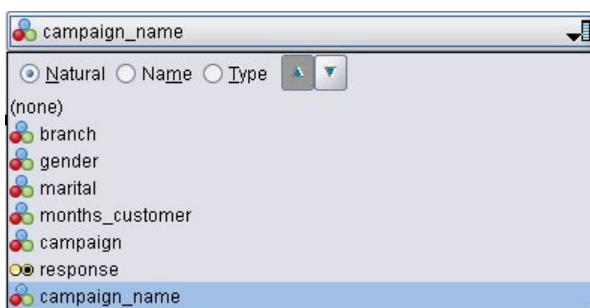 campaign_name
Natural Name Type
(none)
branch
gender
marital
months_customer
campaign
response
campaign_name